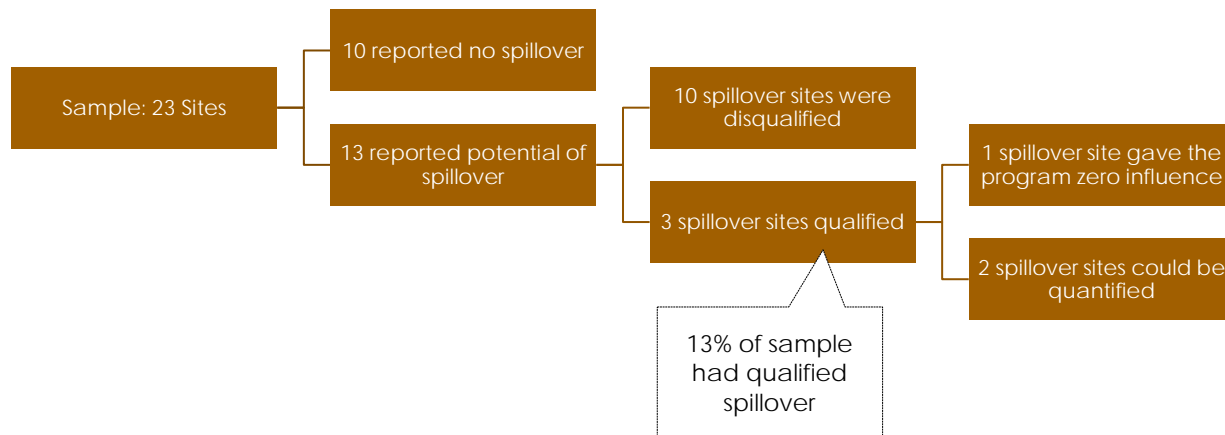 Sample: 23 Sites
10 reported no spillover
13 reported potential of
spillover
10 spillover sites were
disqualified
3 spillover sites qualified
1 spillover site gave the
program zero influence
2 spillover sites could be
quantified
13% of sample
had qualified
spillover